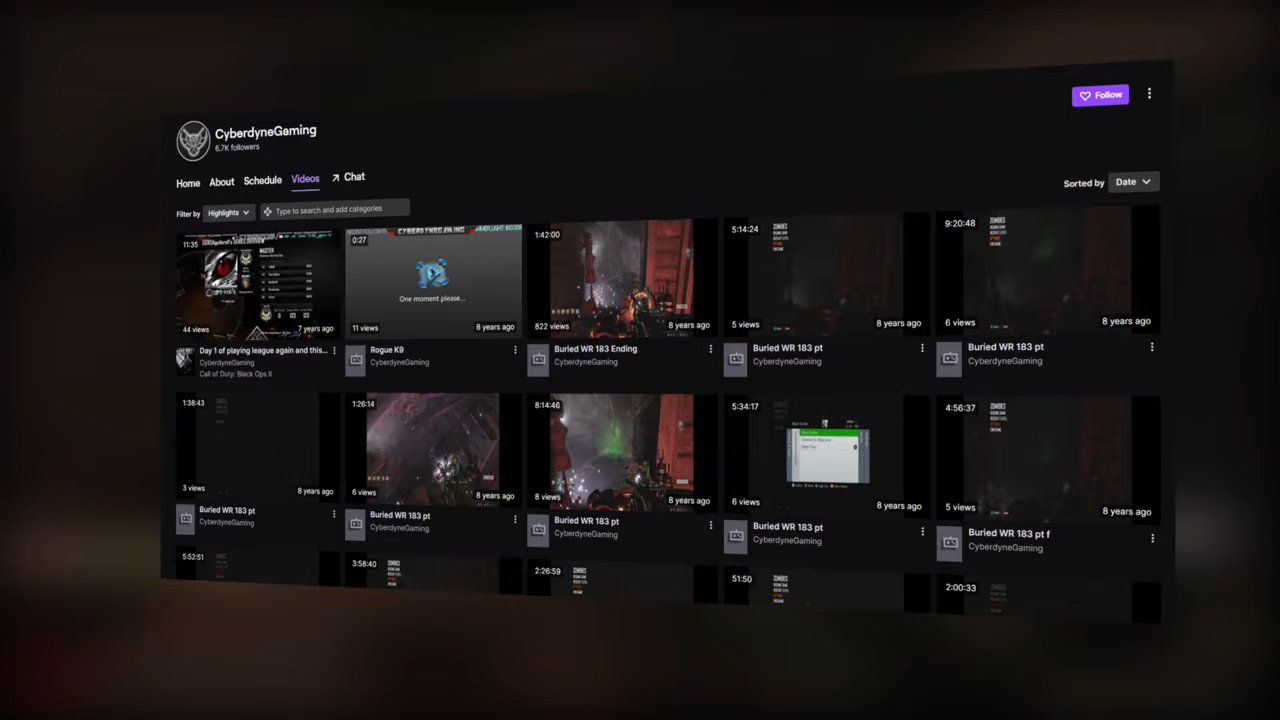 Follow
CyberdyneGaming
6.7K followers
Home About Schedule Videos Chat
Sorted by Date
Filter by Highlights Type to search and add categories
11:35
MASTER
44 views 7 years ago
Day 1 of playing league again and this...
CyberdyneGaming
Call of Duty: Black Ops II
0:27
CYBERDYNEGAMING
One moment please...
11 views 8 years ago
Rogue K9
CyberdyneGaming
1:42:00
822 views 8 years ago
Buried WR 183 Ending
CyberdyneGaming
5:14:24
ZOMBIES
5 views 8 years ago
Buried WR 183 pt
CyberdyneGaming
9:20:48
ZOMBIES
6 views 8 years ago
Buried WR 183 pt
CyberdyneGaming
1:38:43
3 views 8 years ago
Buried WR 183 pt
CyberdyneGaming
1:26:14
6 views 8 years ago
Buried WR 183 pt
CyberdyneGaming
8:14:46
8 views 8 years ago
Buried WR 183 pt
CyberdyneGaming
5:34:17
6 views 8 years ago
Buried WR 183 pt
CyberdyneGaming
4:56:37
ZOMBIES
5 views 8 years ago
Buried WR 183 pt f
CyberdyneGaming
5:52:51
3:58:40
ZOMBIES
2:26:59
ZOMBIES
51:50
ZOMBIES
2:00:33
ZOMBIES